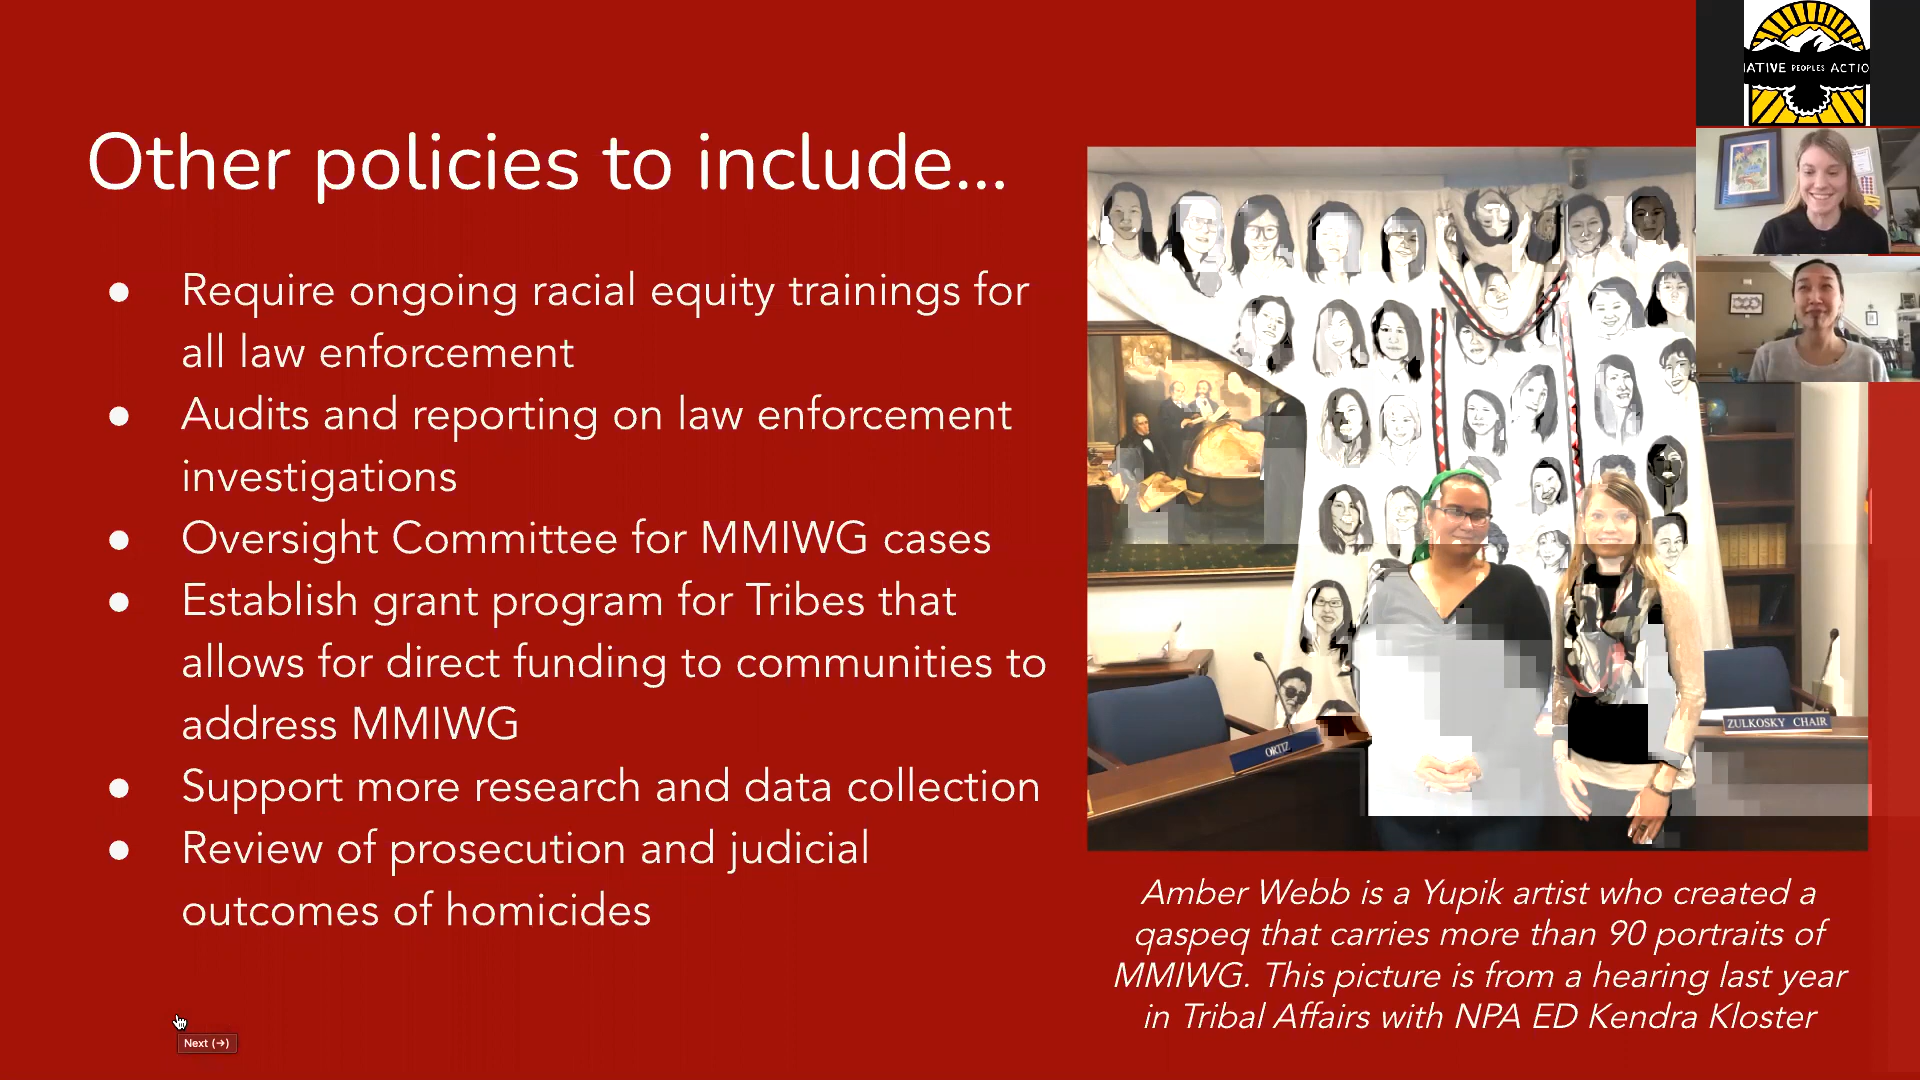 Other policies to include...
● Require ongoing racial equity trainings for
all law enforcement
● Audits and reporting on law enforcement
investigations
● Oversight Committee for MMIWG cases
● Establish grant program for Tribes that
allows for direct funding to communities to
address MMIWG
● Support more research and data collection
● Review of prosecution and judicial
outcomes of homicides
Next (→)
ATIVE PEOPLES ACTIO
ORTIZ
ZULKOSKY CHAIR
Amber Webb is a Yupik artist who created a
qaspeq that carries more than 90 portraits of
MMIWG. This picture is from a hearing last year
in Tribal Affairs with NPA ED Kendra Kloster